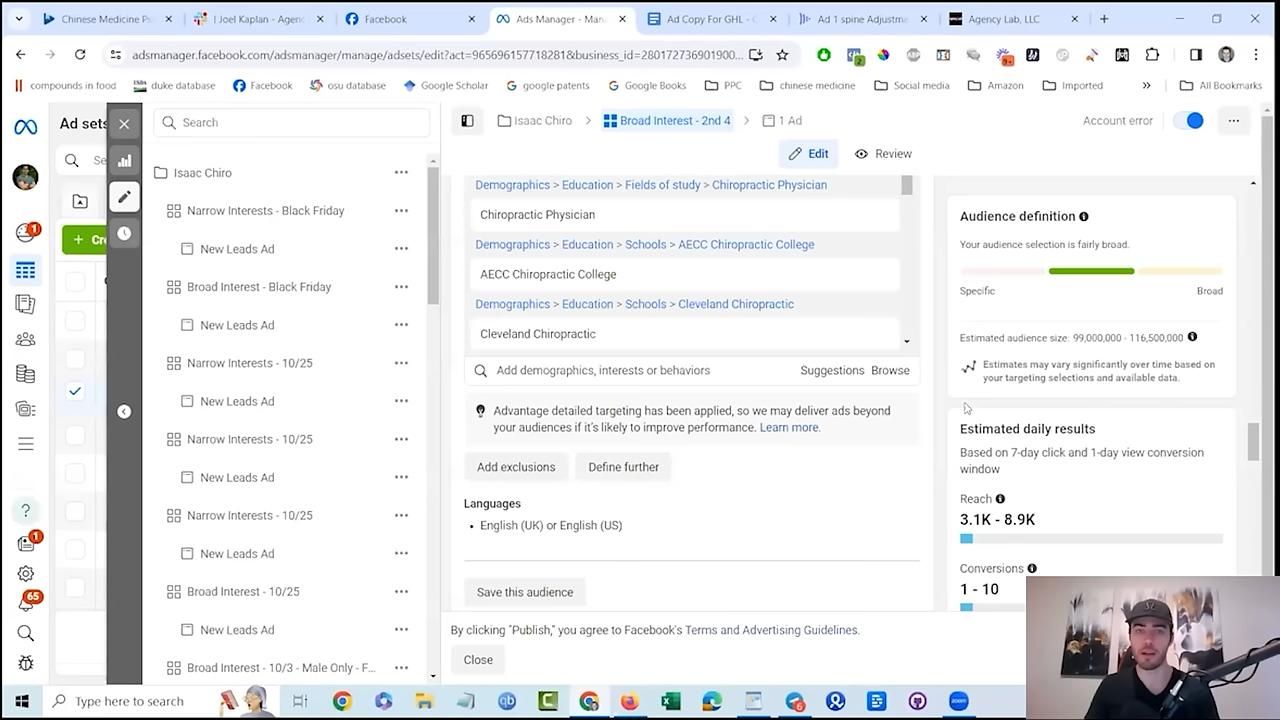 Chinese Medicine Ps
| Joel Kaplan - Agenc
Facebook
Ads Manager - Man
Ad Copy For GHL - G
Ad 1 spine Adjustme
Agency Lab, LLC
adsmanager.facebook.com/adsmanager/manage/adsets/edit?act=965696157718281&business_id=280172736901900...
compounds in food
duke database
Facebook
osu database
Google Scholar
google patents
Google Books
PPC
chinese medicine
Social media
Amazon
Imported
All Bookmarks
Ad sets
Search
Isaac Chiro
Broad Interest - 2nd 4
1 Ad
Account error
Edit
Review
Se
Cre
Isaac Chiro
Narrow Interests - Black Friday
New Leads Ad
Broad Interest - Black Friday
New Leads Ad
Narrow Interests - 10/25
New Leads Ad
Narrow Interests - 10/25
New Leads Ad
Narrow Interests - 10/25
New Leads Ad
Broad Interest - 10/25
New Leads Ad
Broad Interest - 10/3 - Male Only - F...
Demographics > Education > Fields of study > Chiropractic Physician
Chiropractic Physician
Demographics > Education > Schools > AECC Chiropractic College
AECC Chiropractic College
Demographics > Education > Schools > Cleveland Chiropractic
Cleveland Chiropractic
Add demographics, interests or behaviors
Suggestions
Browse
Advantage detailed targeting has been applied, so we may deliver ads beyond
your audiences if it's likely to improve performance. Learn more.
Add exclusions
Define further
Languages
• English (UK) or English (US)
Save this audience
By clicking "Publish," you agree to Facebook's Terms and Advertising Guidelines.
Close
Audience definition
Your audience selection is fairly broad.
Specific
Broad
Estimated audience size: 99,000,000 - 116,500,000
Estimates may vary significantly over time based on
your targeting selections and available data.
Estimated daily results
Based on 7-day click and 1-day view conversion
window
Reach
3.1K - 8.9K
Conversions
1 - 10
1
1
65
Type here to search